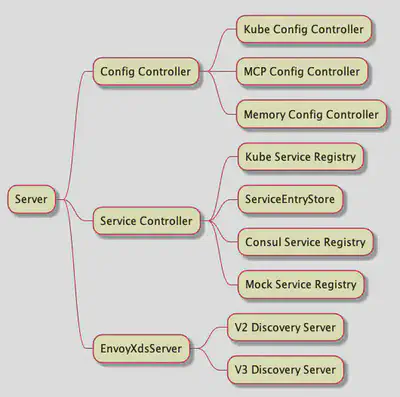 Server
Config Controller
Kube Config Controller
MCP Config Controller
Memory Config Controller
Service Controller
Kube Service Registry
ServiceEntryStore
Consul Service Registry
Mock Service Registry
EnvoyXdsServer
V2 Discovery Server
V3 Discovery Server